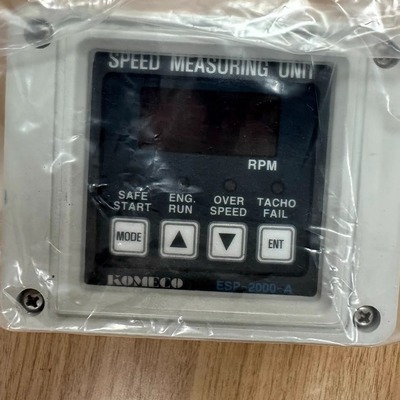 SPEED MEASURING UNIT
RPM
SAFE START ENG. RUN OVER SPEED TACHO FAIL
MODE ▲ ▼ ENT
KOMECO ESP-2000-A